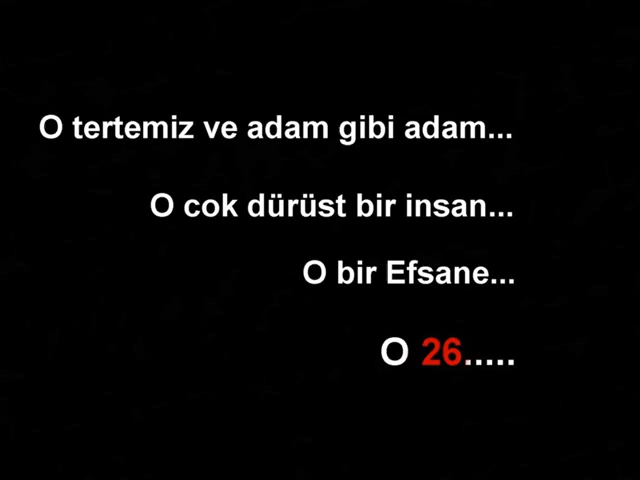 O tertemiz ve adam gibi adam...
O cok dürüst bir insan...
O bir Efsane...
O 26.....